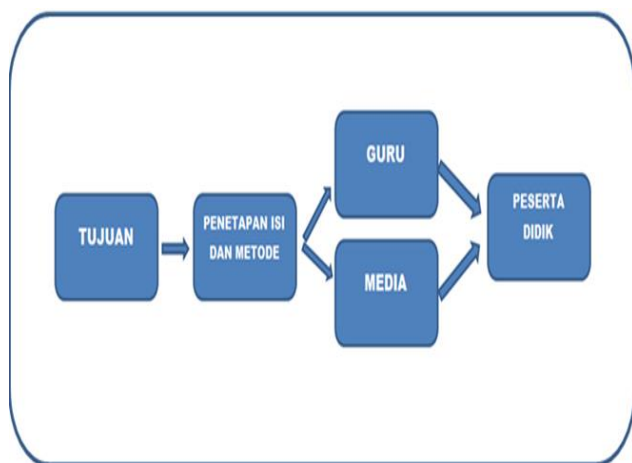 TUJUAN
PENETAPAN ISI
DAN METODE
GURU
MEDIA
PESERTA
DIDIK